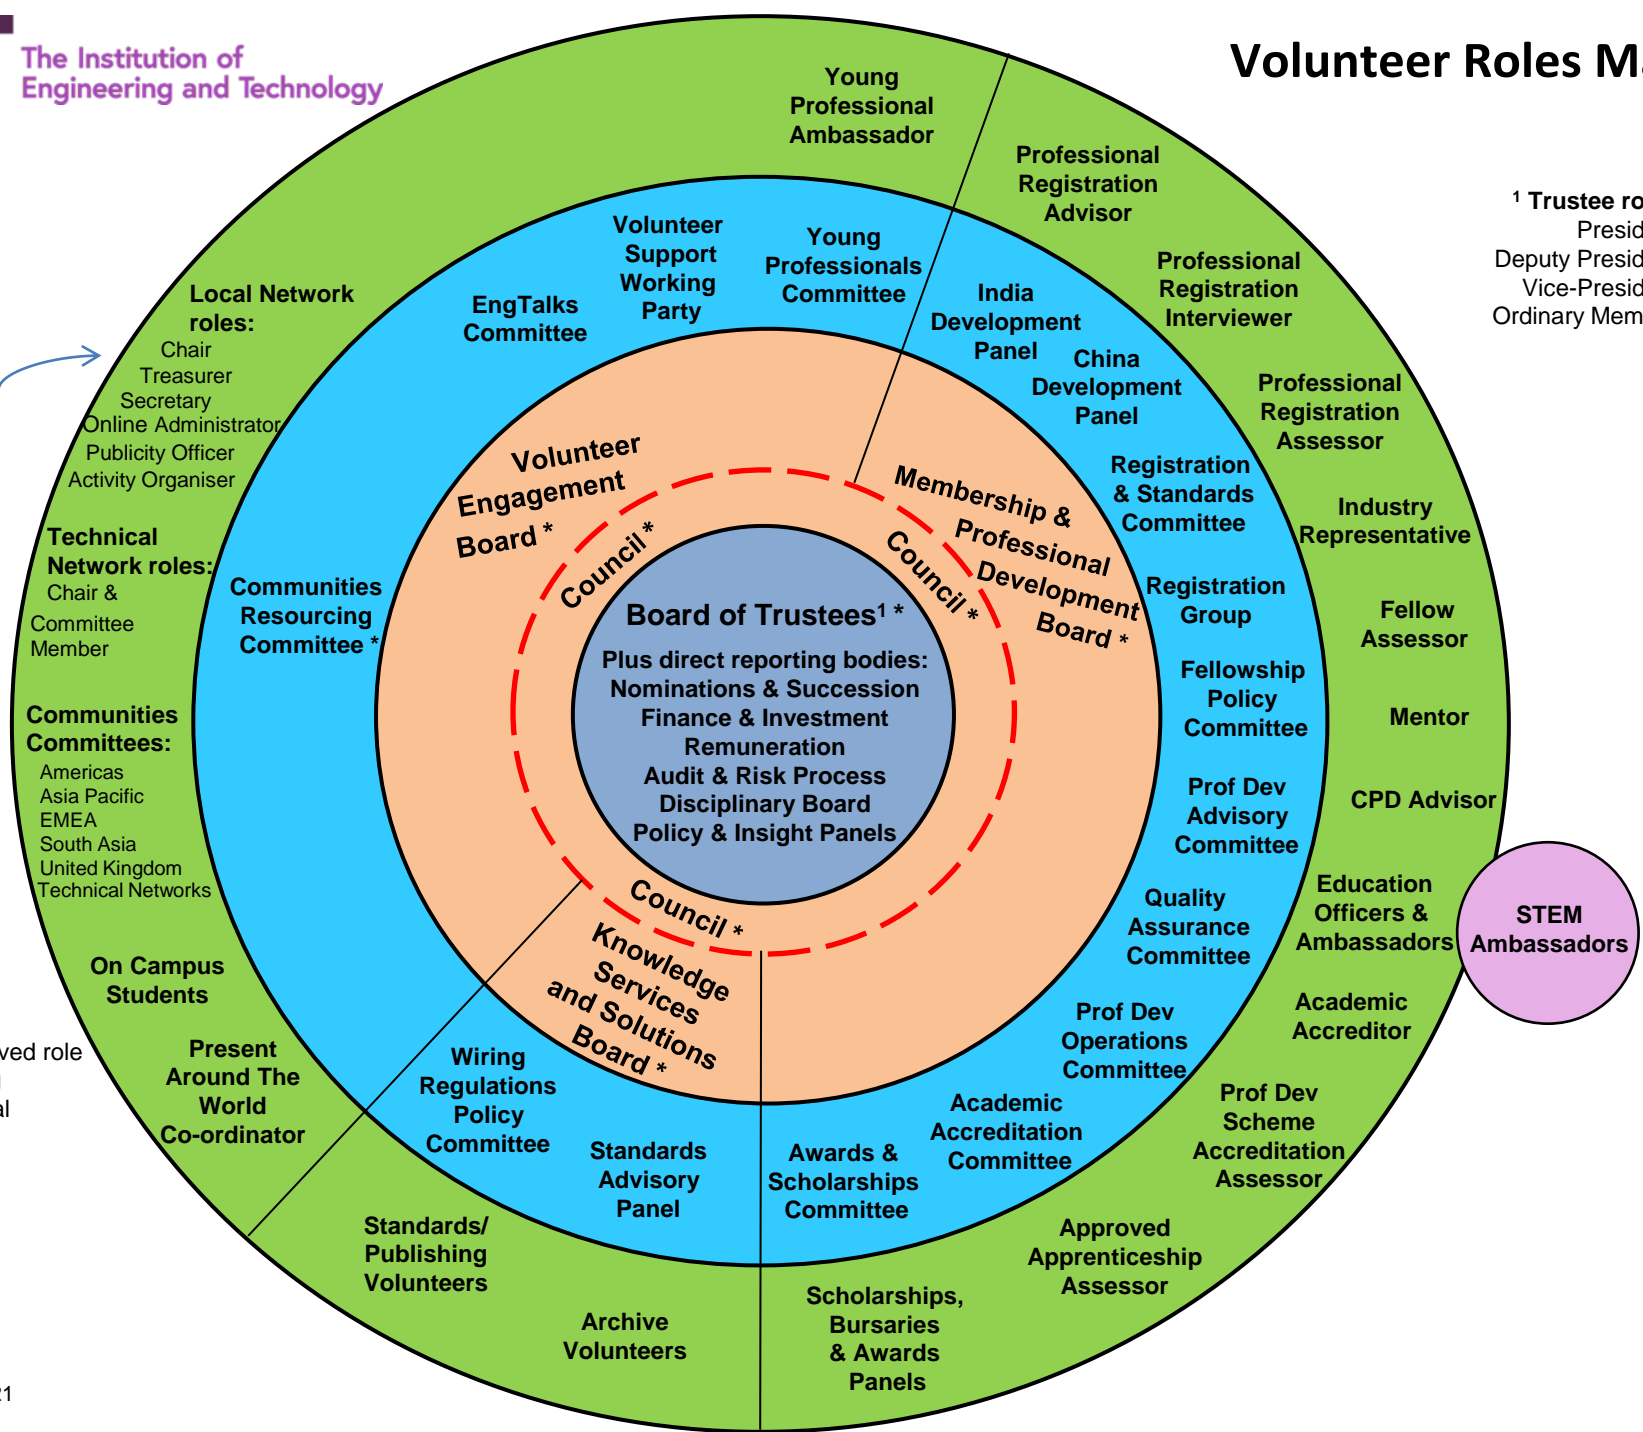 The Institution of
Engineering and Technology
Volunteer Roles
¹ Trustee
Deputy
Ordinary
Young
Professional
Ambassador
Professional
Registration
Advisor
Professional
Registration
Interviewer
Professional
Registration
Assessor
Industry
Representative
Fellow
Assessor
Mentor
CPD Advisor
Education
Officers &
Ambassadors
STEM
Ambassadors
Academic
Accreditor
Prof Dev
Scheme
Accreditation
Assessor
Approved
Apprenticeship
Assessor
Scholarships,
Bursaries
& Awards
Panels
Archive
Volunteers
Standards/
Publishing
Volunteers
Local Network
roles:
Chair
Treasurer
Secretary
Online Administrator
Publicity Officer
Activity Organiser
Technical
Network roles:
Chair &
Committee
Member
Communities
Committees:
Americas
Asia Pacific
EMEA
South Asia
United Kingdom
Technical Networks
On Campus
Students
Present
Around The
World
Co-ordinator
role
21
EngTalks
Committee
Volunteer
Support
Working
Party
Young
Professionals
Committee
India
Development
Panel
China
Development
Panel
Registration
& Standards
Committee
Registration
Group
Fellowship
Policy
Committee
Prof Dev
Advisory
Committee
Quality
Assurance
Committee
Prof Dev
Operations
Committee
Academic
Accreditation
Committee
Awards &
Scholarships
Committee
Standards
Advisory
Panel
Wiring
Regulations
Policy
Committee
Communities
Resourcing
Committee *
Volunteer
Engagement
Board *
Membership &
Professional
Development
Board *
Knowledge
Services
and Solutions
Board *
Council *
Council *
Council *
Board of Trustees¹ *
Plus direct reporting bodies:
Nominations & Succession
Finance & Investment
Remuneration
Audit & Risk Process
Disciplinary Board
Policy & Insight Panels